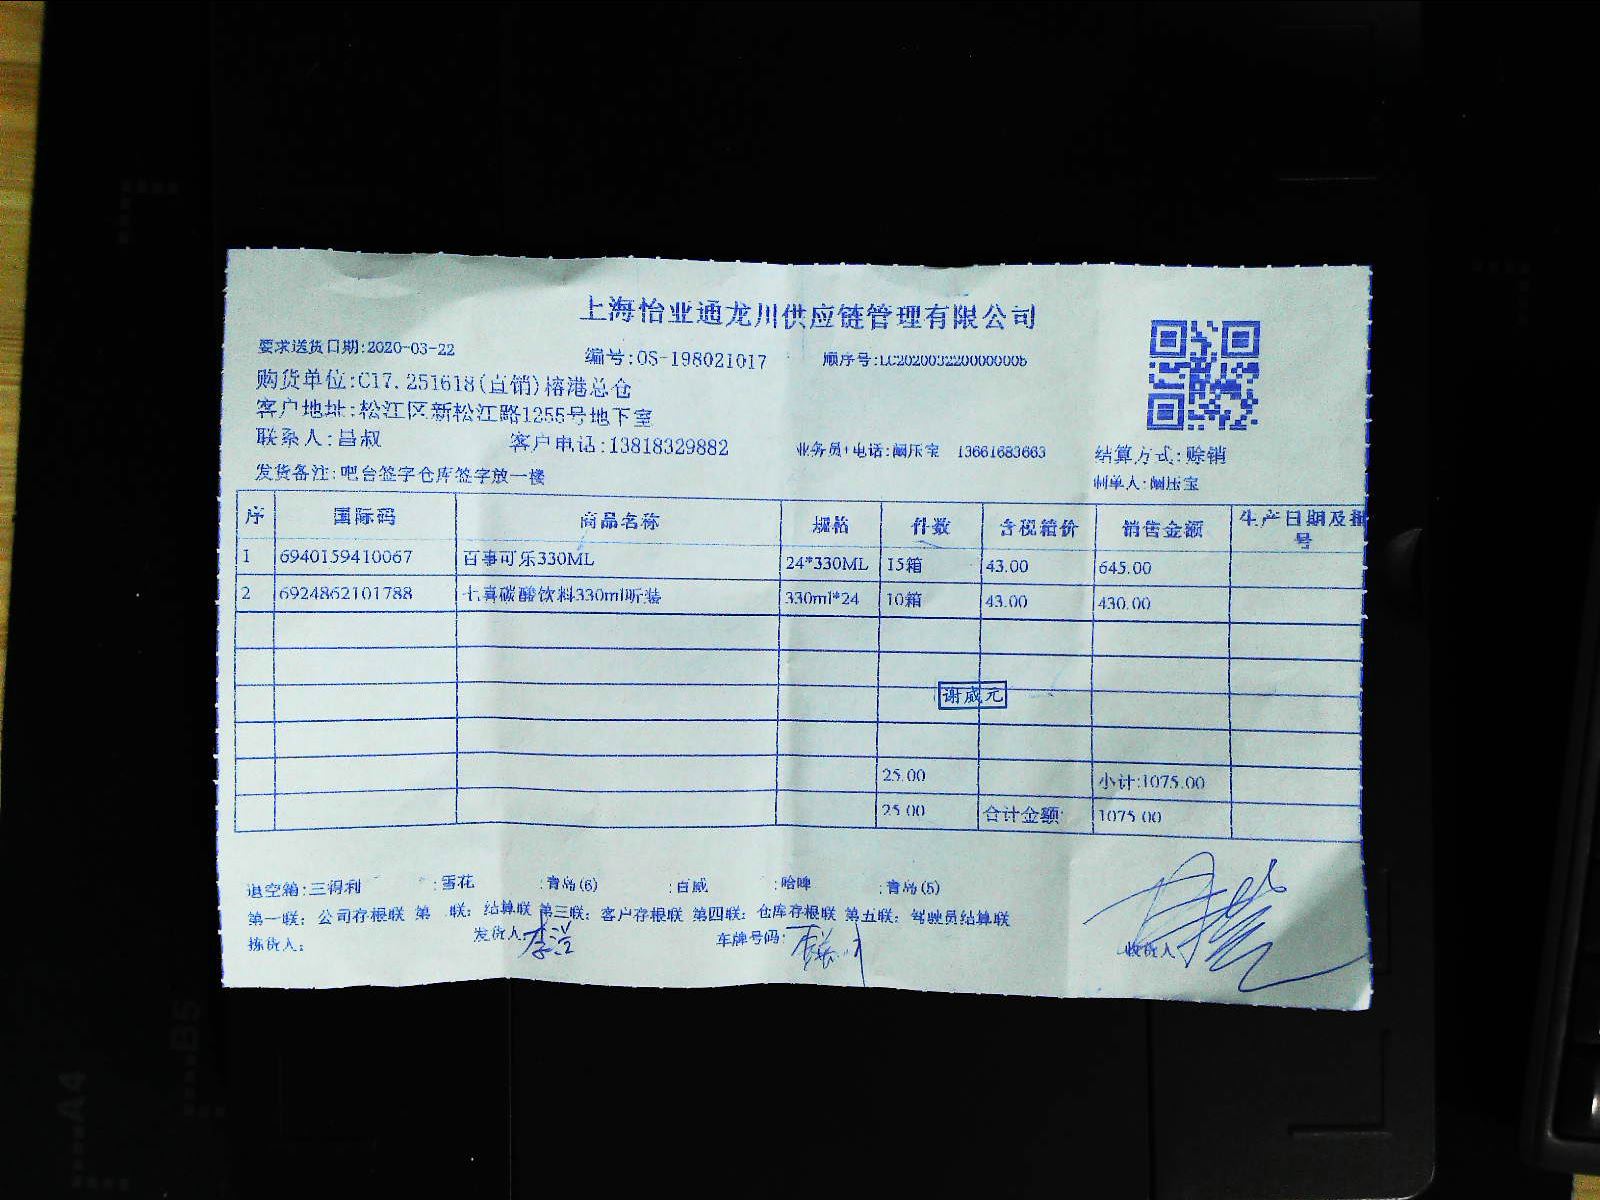 上海怡业通龙川供应链管理有限公司
要求送货日期:2020-03-22 编号:OS-198021017 顺序号:LC2020032200000006
购货单位:C17.251618(直销)榕港总仓
客户地址:松江区新松江路1255号地下室
联系人:昌叔 客户电话:13818329882 业务员+电话:阚压宝 13661683663 结算方式:赊销
发货备注:吧台签字仓库签字放一楼 制单人:阚压宝
序 国际码 商品名称 规格 件数 含税箱价 销售金额 生产日期及批号
1 6940159410067 百事可乐330ML 24*330ML 15箱 43.00 645.00
2 6924862101788 七喜碳酸饮料330ml听装 330ml*24 10箱 43.00 430.00
谢威元
25.00 小计:1075.00
25.00 合计金额 1075.00
退空箱:三得利 :雪花 :青岛(6) :百威 :哈啤 :青岛(5)
第一联: 公司存根联 第 联: 结算联 第三联: 客户存根联 第四联: 仓库存根联 第五联: 驾驶员结算联
拣货人: 发货人: 车牌号码: 收货人
A4
B5